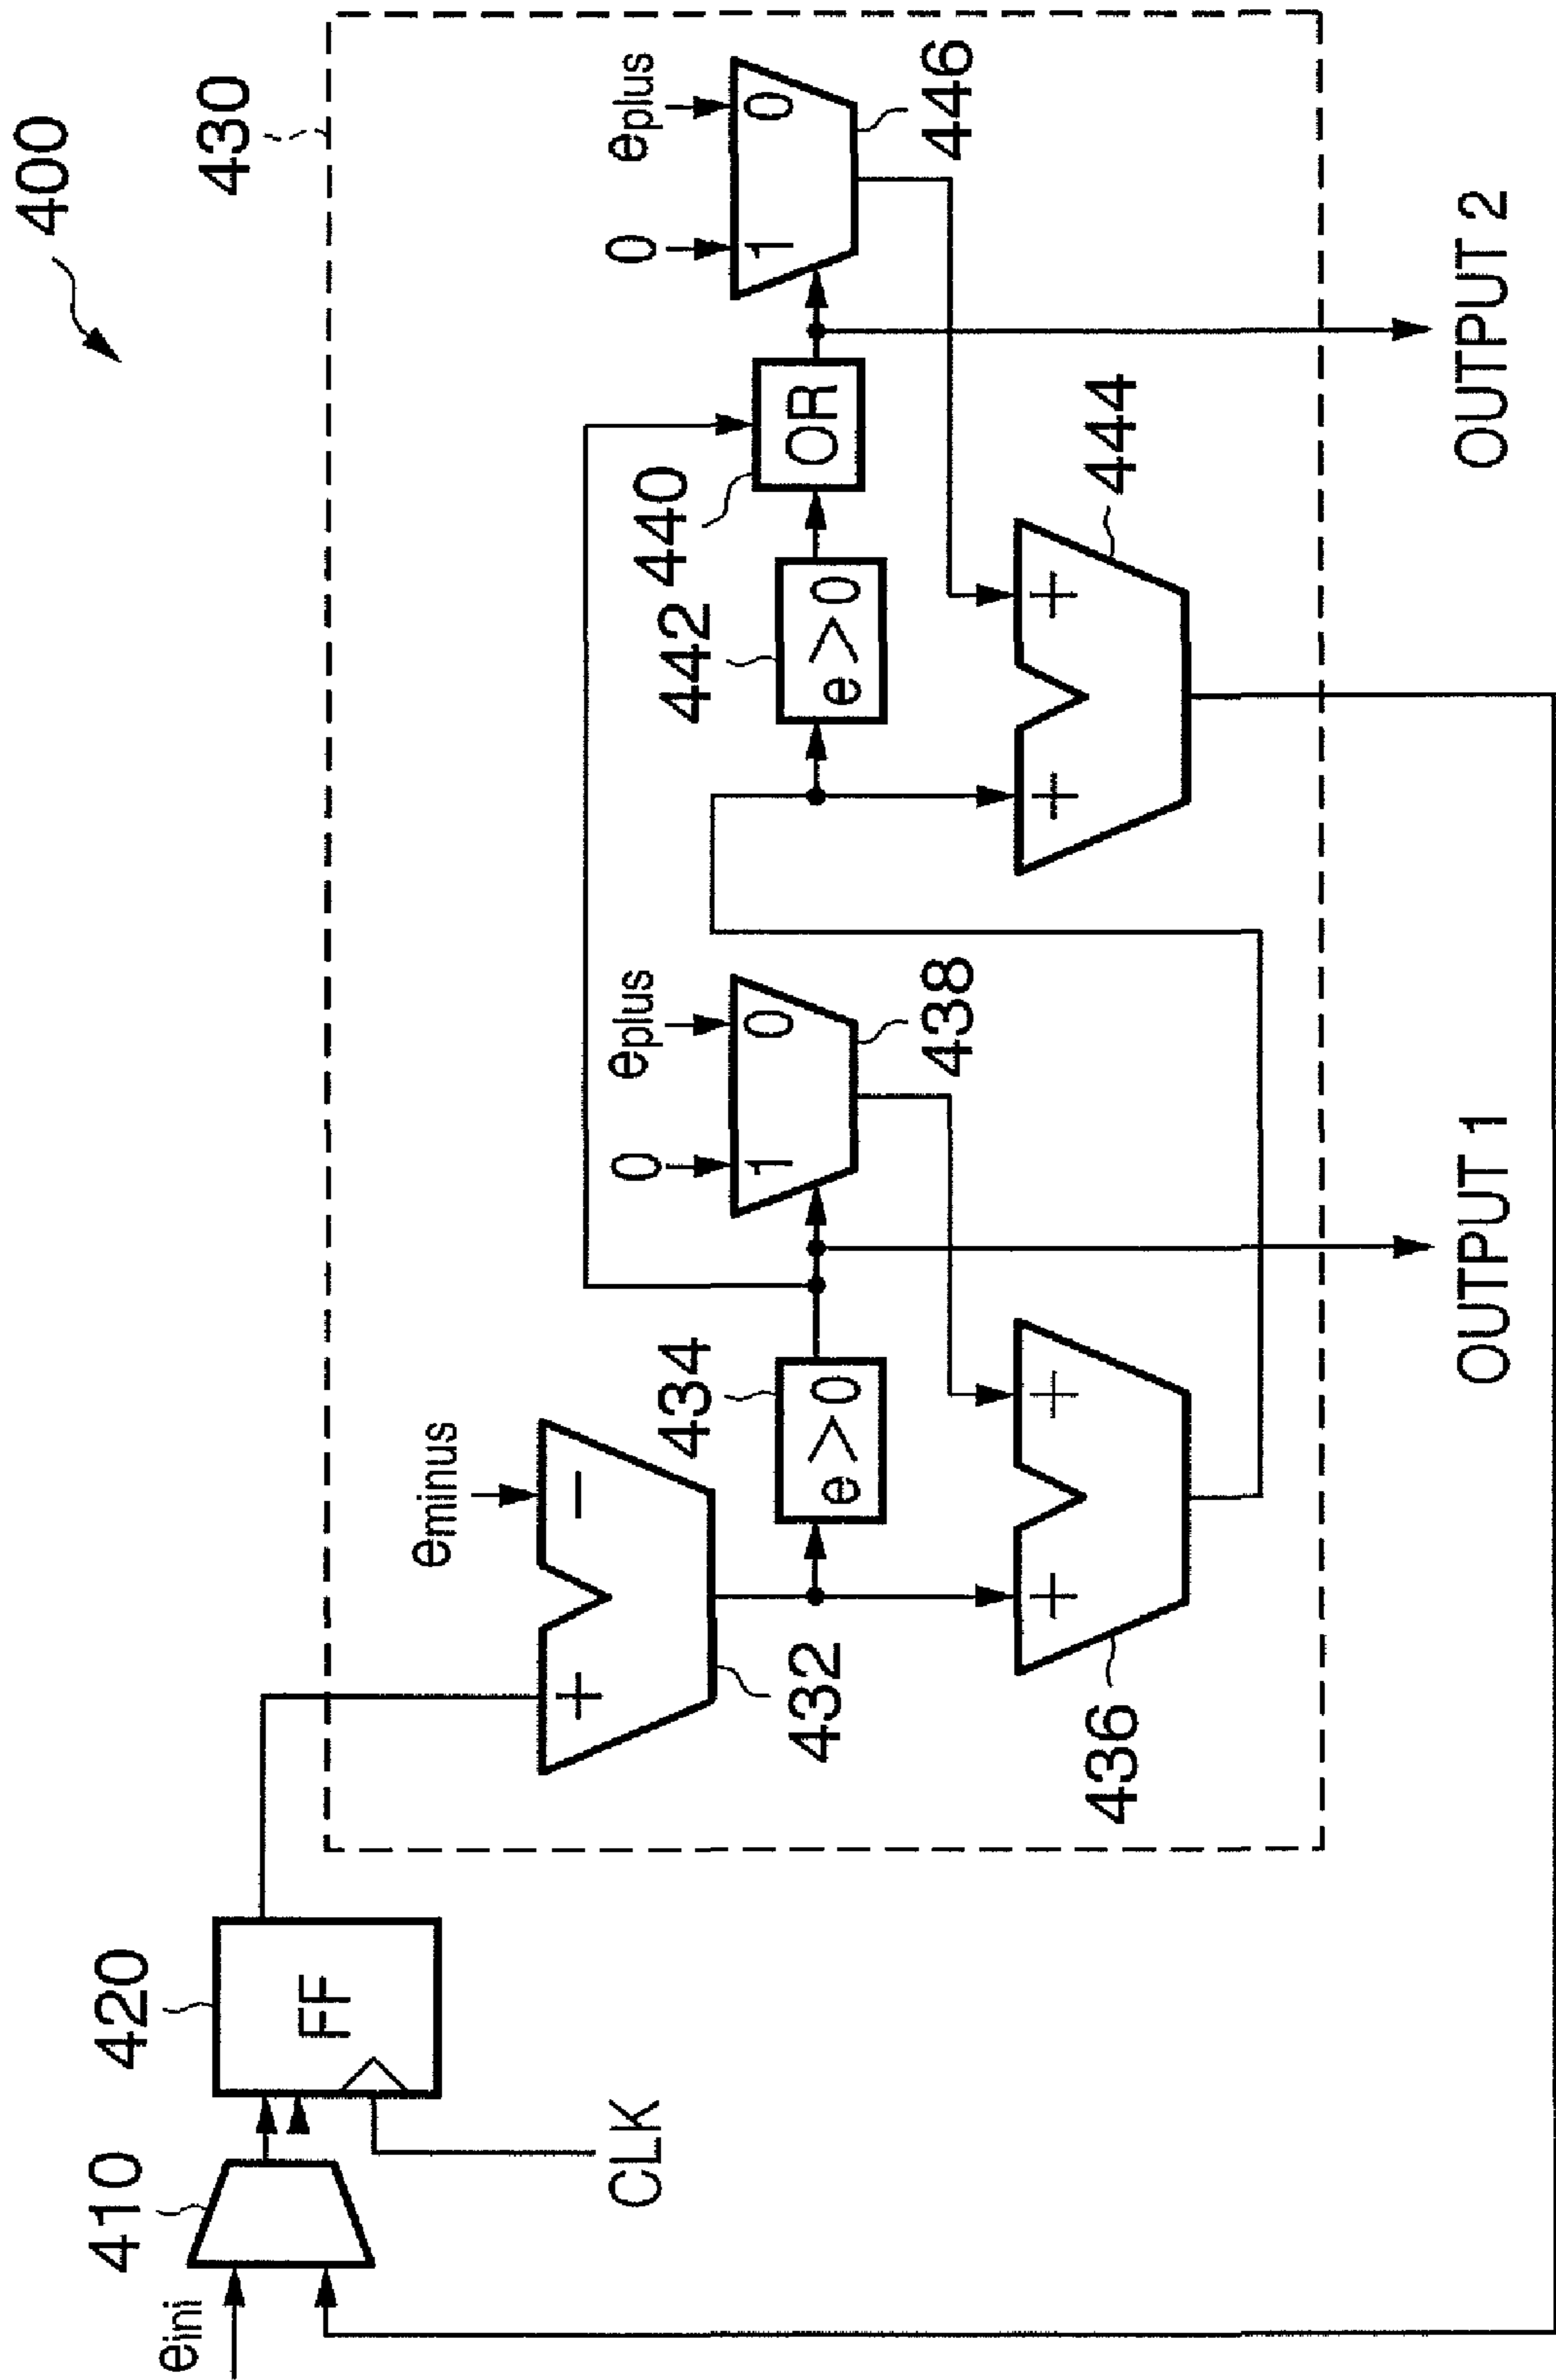 400
430
410
e_ini
420
FF
CLK
432
e_minus
+
−
434
e > 0
436
+
+
438
0
e_plus
1
0
440
OR
442
e > 0
444
+
+
446
0
e_plus
1
0
OUTPUT 1
OUTPUT 2